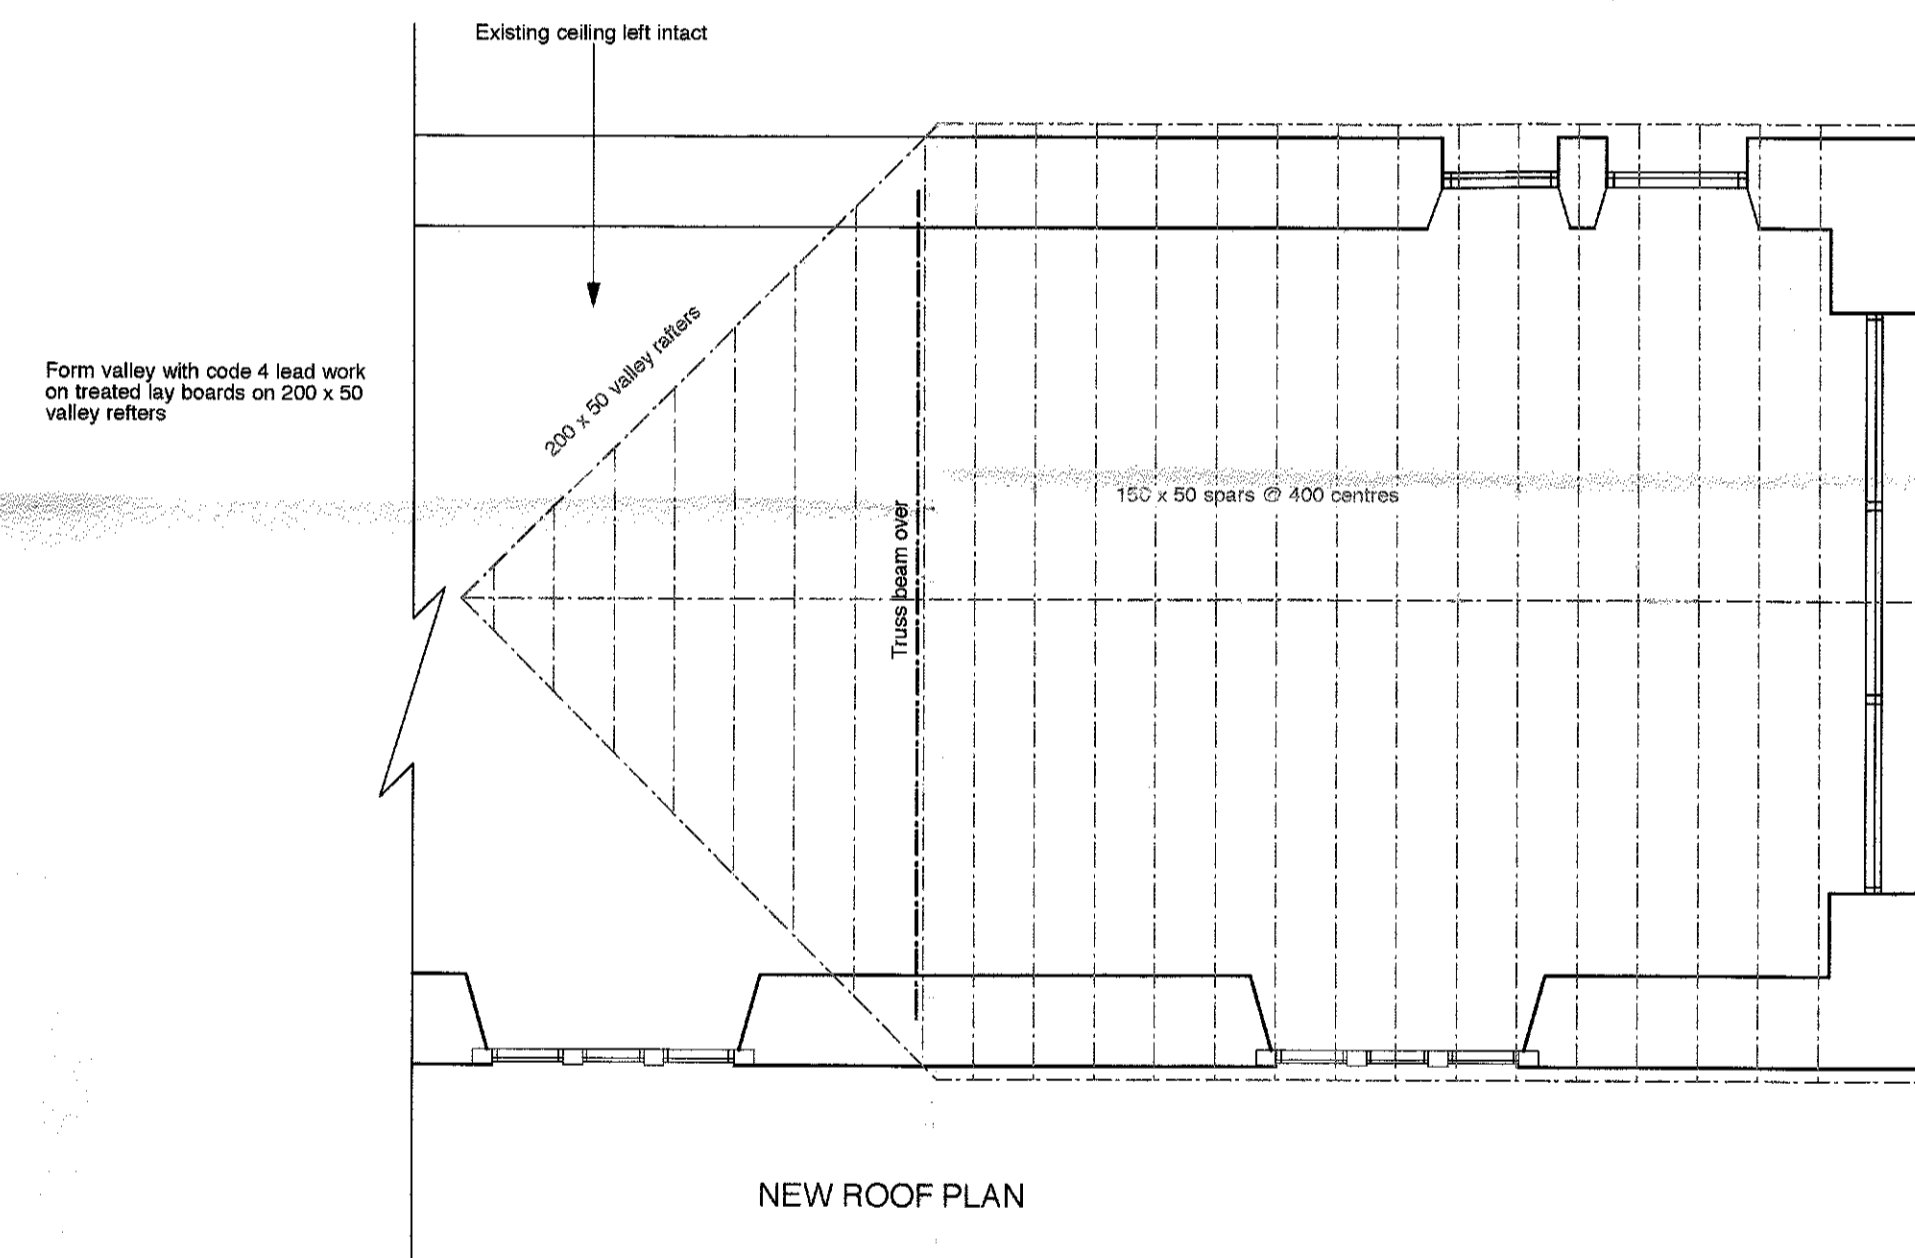 Existing ceiling left intact
200 x 50 valley rafters
Form valley with code 4 lead work
on treated lay boards on 200 x 50
valley refters
Truss beam over
150 x 50 spars @ 400 centres
NEW ROOF PLAN